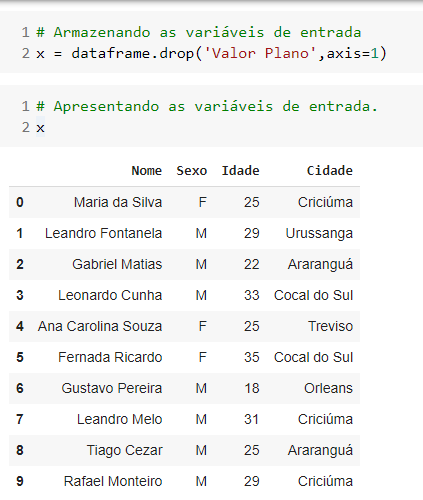 1 # Armazenando as variáveis de entrada
2 x = dataframe.drop('Valor Plano',axis=1)
1 # Apresentando as variáveis de entrada.
2 x
Nome Sexo Idade Cidade
0 Maria da Silva F 25 Criciúma
1 Leandro Fontanela M 29 Urussanga
2 Gabriel Matias M 22 Araranguá
3 Leonardo Cunha M 33 Cocal do Sul
4 Ana Carolina Souza F 25 Treviso
5 Fernada Ricardo F 35 Cocal do Sul
6 Gustavo Pereira M 18 Orleans
7 Leandro Melo M 31 Criciúma
8 Tiago Cezar M 25 Araranguá
9 Rafael Monteiro M 29 Criciúma